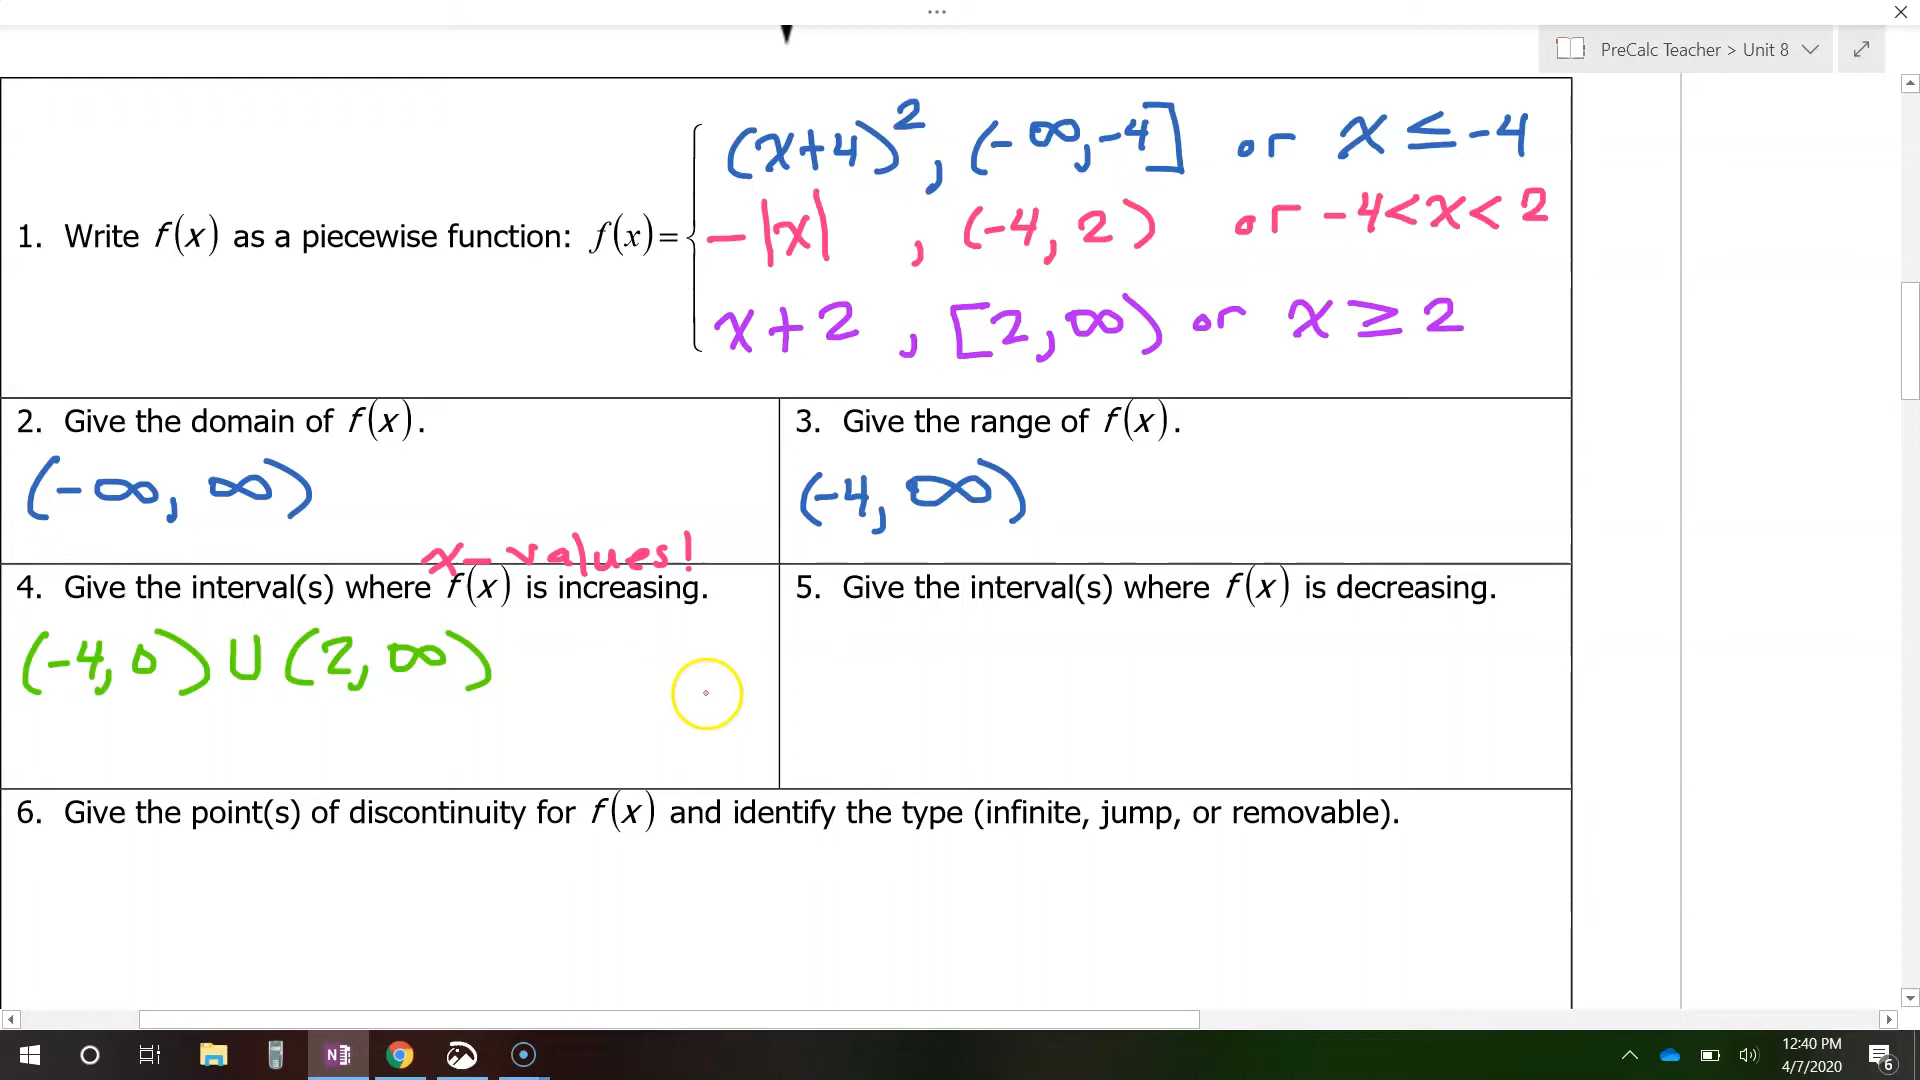 ...
PreCalc Teacher > Unit 8
(x+4)², (-∞,-4] or x ≤ -4
1. Write f(x) as a piecewise function: f(x)= { -|x| , (-4, 2) or -4<x<2
x+2 , [2,∞) or x ≥ 2
2. Give the domain of f(x).
(-∞, ∞)
3. Give the range of f(x).
(-4, ∞)
x-values!
4. Give the interval(s) where f(x) is increasing.
(-4,0) U (2,∞)
5. Give the interval(s) where f(x) is decreasing.
6. Give the point(s) of discontinuity for f(x) and identify the type (infinite, jump, or removable).
N
12:40 PM
4/7/2020
6